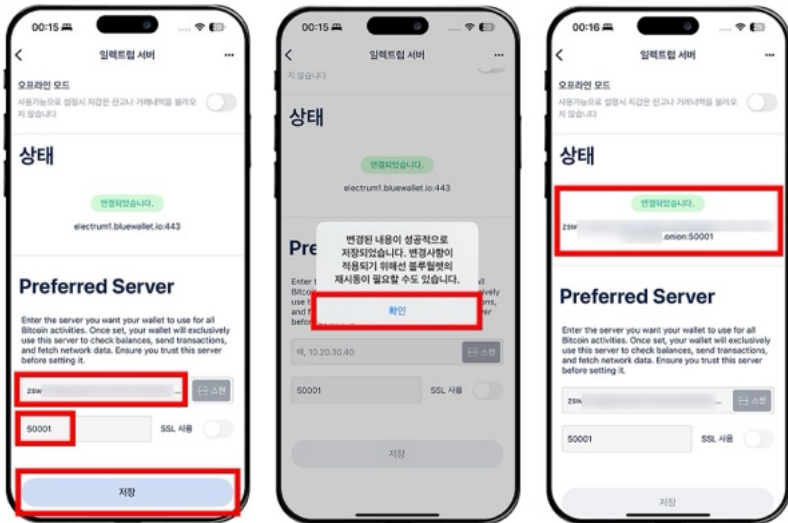 00:15
일렉트럼 서버
오프라인 모드
사용가능으로 설정시 지갑은 잔고나 거래내역을 불러오
지 않습니다
상태
연결되었습니다.
electrum1.bluewallet.io:443
Preferred Server
Enter the server you want your wallet to use for all
Bitcoin activities. Once set, your wallet will exclusively
use this server to check balances, send transactions,
and fetch network data. Ensure you trust this server
before setting it.
zsw ...
스캔
50001
SSL 사용
저장
00:15
일렉트럼 서버
지 않습니다
상태
연결되었습니다.
electrum1.bluewallet.io:443
변경된 내용이 성공적으로
저장되었습니다. 변경사항이
적용되기 위해선 블루월렛의
재시동이 필요할 수도 있습니다.
확인
Pre
Enter t
all
Bitcoi
sively
use t
ons,
and f
ver
befor
예, 10.20.30.40
스캔
50001
SSL 사용
저장
00:16
일렉트럼 서버
오프라인 모드
사용가능으로 설정시 지갑은 잔고나 거래내역을 불러오
지 않습니다
상태
연결되었습니다.
zsw
.onion:50001
Preferred Server
Enter the server you want your wallet to use for all
Bitcoin activities. Once set, your wallet will exclusively
use this server to check balances, send transactions,
and fetch network data. Ensure you trust this server
before setting it.
zsw ...
스캔
50001
SSL 사용
저장